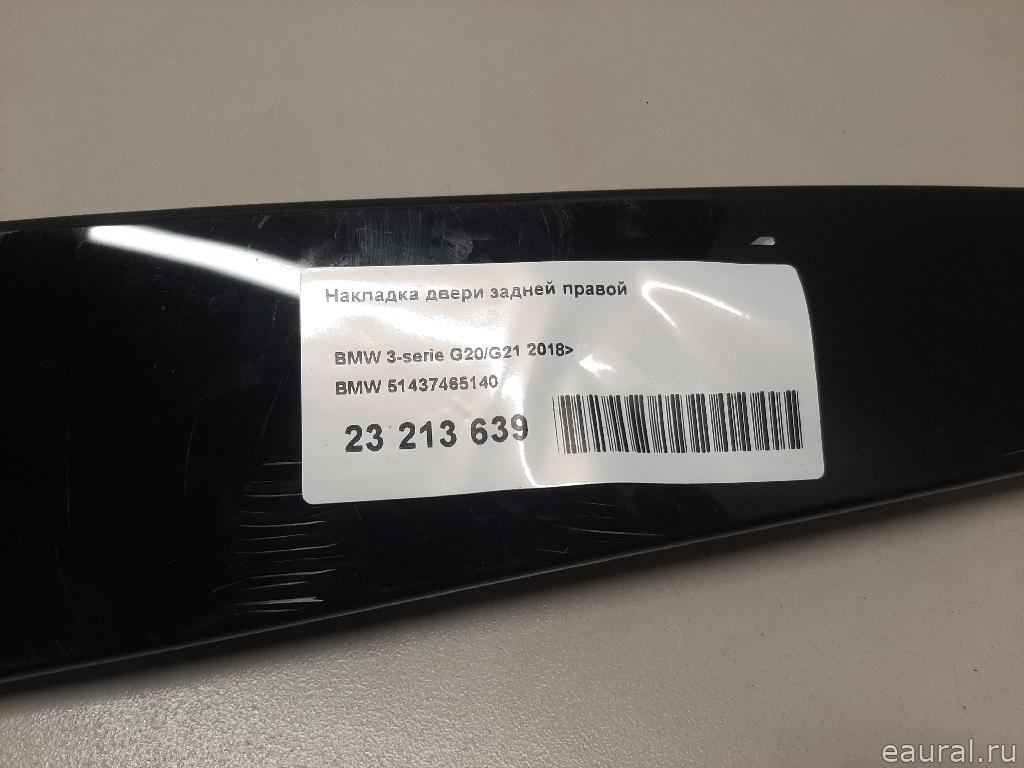 Накладка двери задней правой
BMW 3-serie G20/G21 2018>
BMW 51437465140
23 213 639
eaural.ru